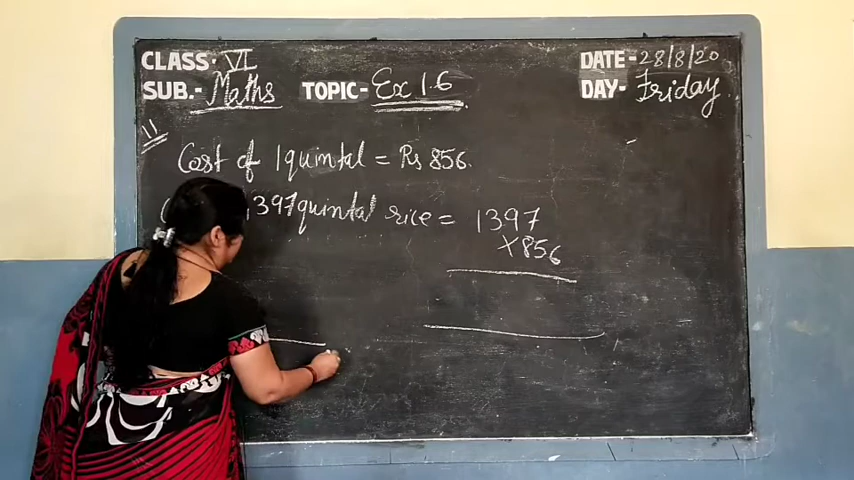 CLASS- VI
SUB.- Maths
TOPIC- Ex 1.6
DATE- 28/8/20
DAY- Friday
11
Cost of 1 quintal = Rs 856.
1397 quintal rice = 1397
×856